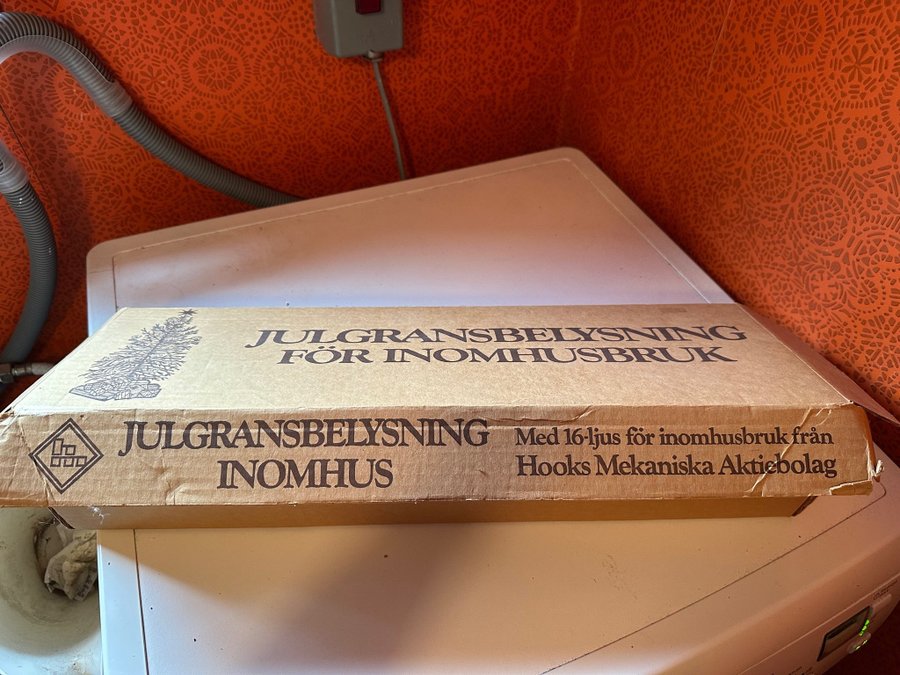 JULGRANSBELYSNING
FÖR INOMHUSBRUK
JULGRANSBELYSNING
INOMHUS
Med 16-ljus för inomhusbruk från
Hooks Mekaniska Aktiebolag